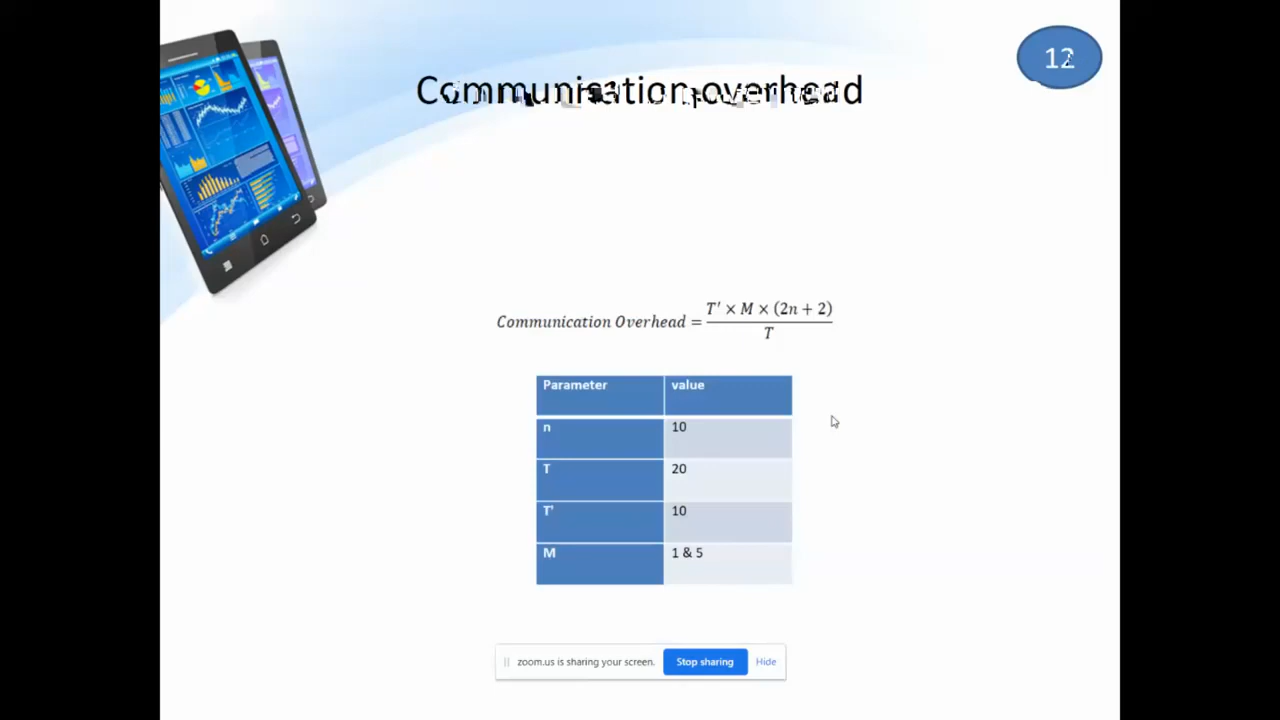 12
Communication overhead
Communication Overhead = T′ × M × (2n + 2) / T
Parameter value
n 10
T 20
T' 10
M 1 & 5
zoom.us is sharing your screen. Stop sharing Hide